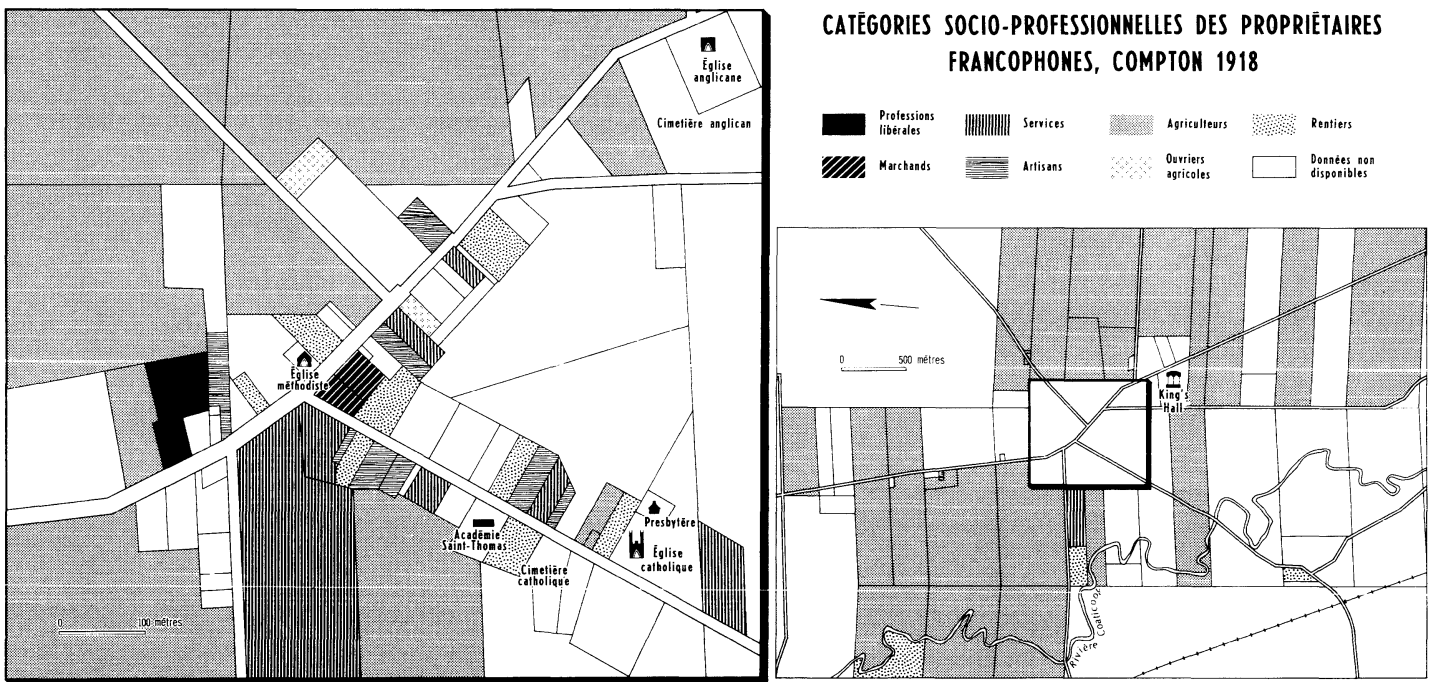 CATÉGORIES SOCIO-PROFESSIONNELLES DES PROPRIÉTAIRES
FRANCOPHONES, COMPTON 1918
Professions
libérales
Services
Agriculteurs
Rentiers
Marchands
Artisans
Ouvriers
agricoles
Données non
disponibles
Église
anglicane
Cimetière anglican
Église
méthodiste
Académie
Saint-Thomas
Cimetière
catholique
Presbytère
Église
catholique
0 100 mètres
0 500 mètres
King's
Hall
Rivière Coaticook